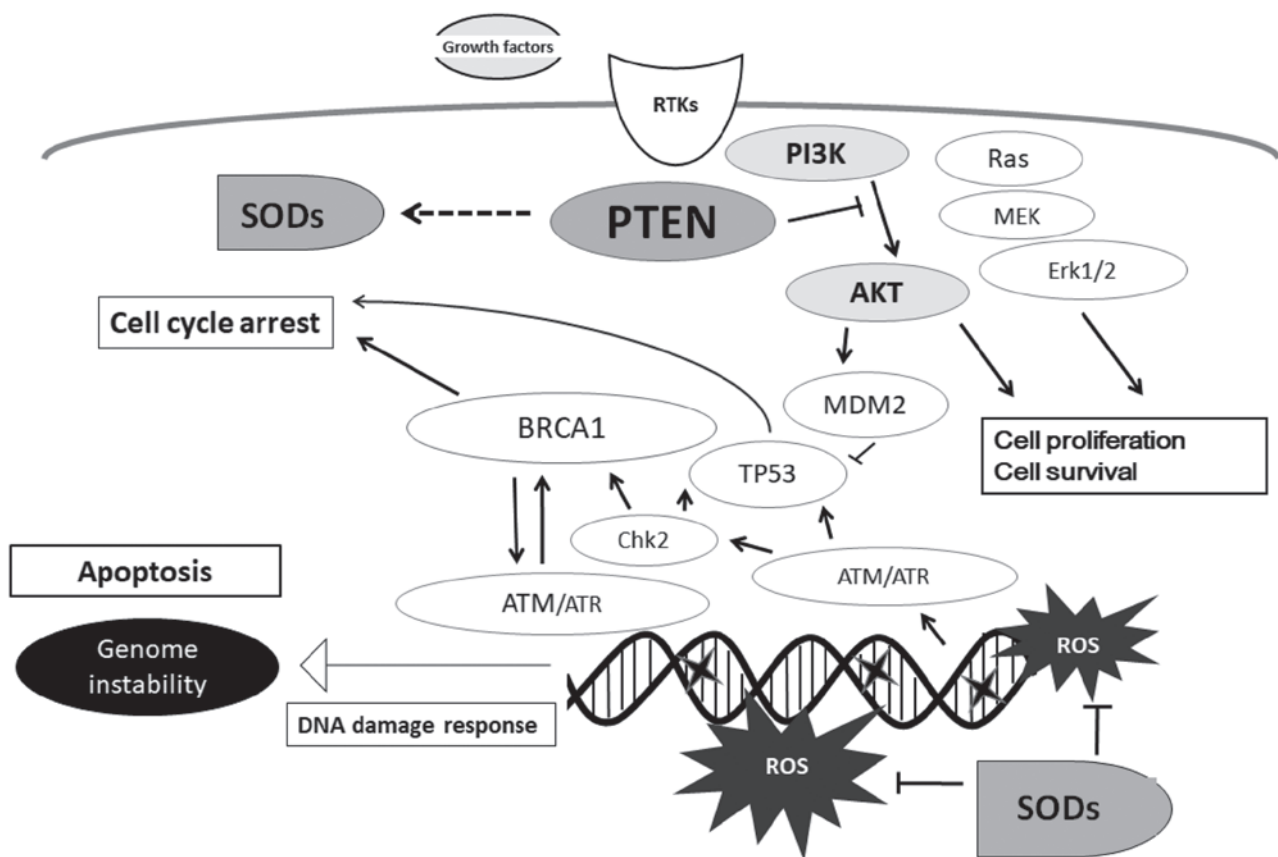 Growth factors
RTKs
PI3K
Ras
MEK
SODs
PTEN
Erk1/2
AKT
Cell cycle arrest
MDM2
BRCA1
Cell proliferation
Cell survival
TP53
Chk2
Apoptosis
ATM/ATR
ATM/ATR
Genome
instability
ROS
DNA damage response
ROS
SODs